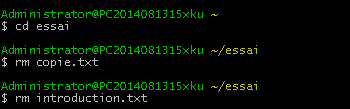 Administrator@PC2014081315xku ~
$ cd essai
Administrator@PC2014081315xku ~/essai
$ rm copie.txt
Administrator@PC2014081315xku ~/essai
$ rm introduction.txt